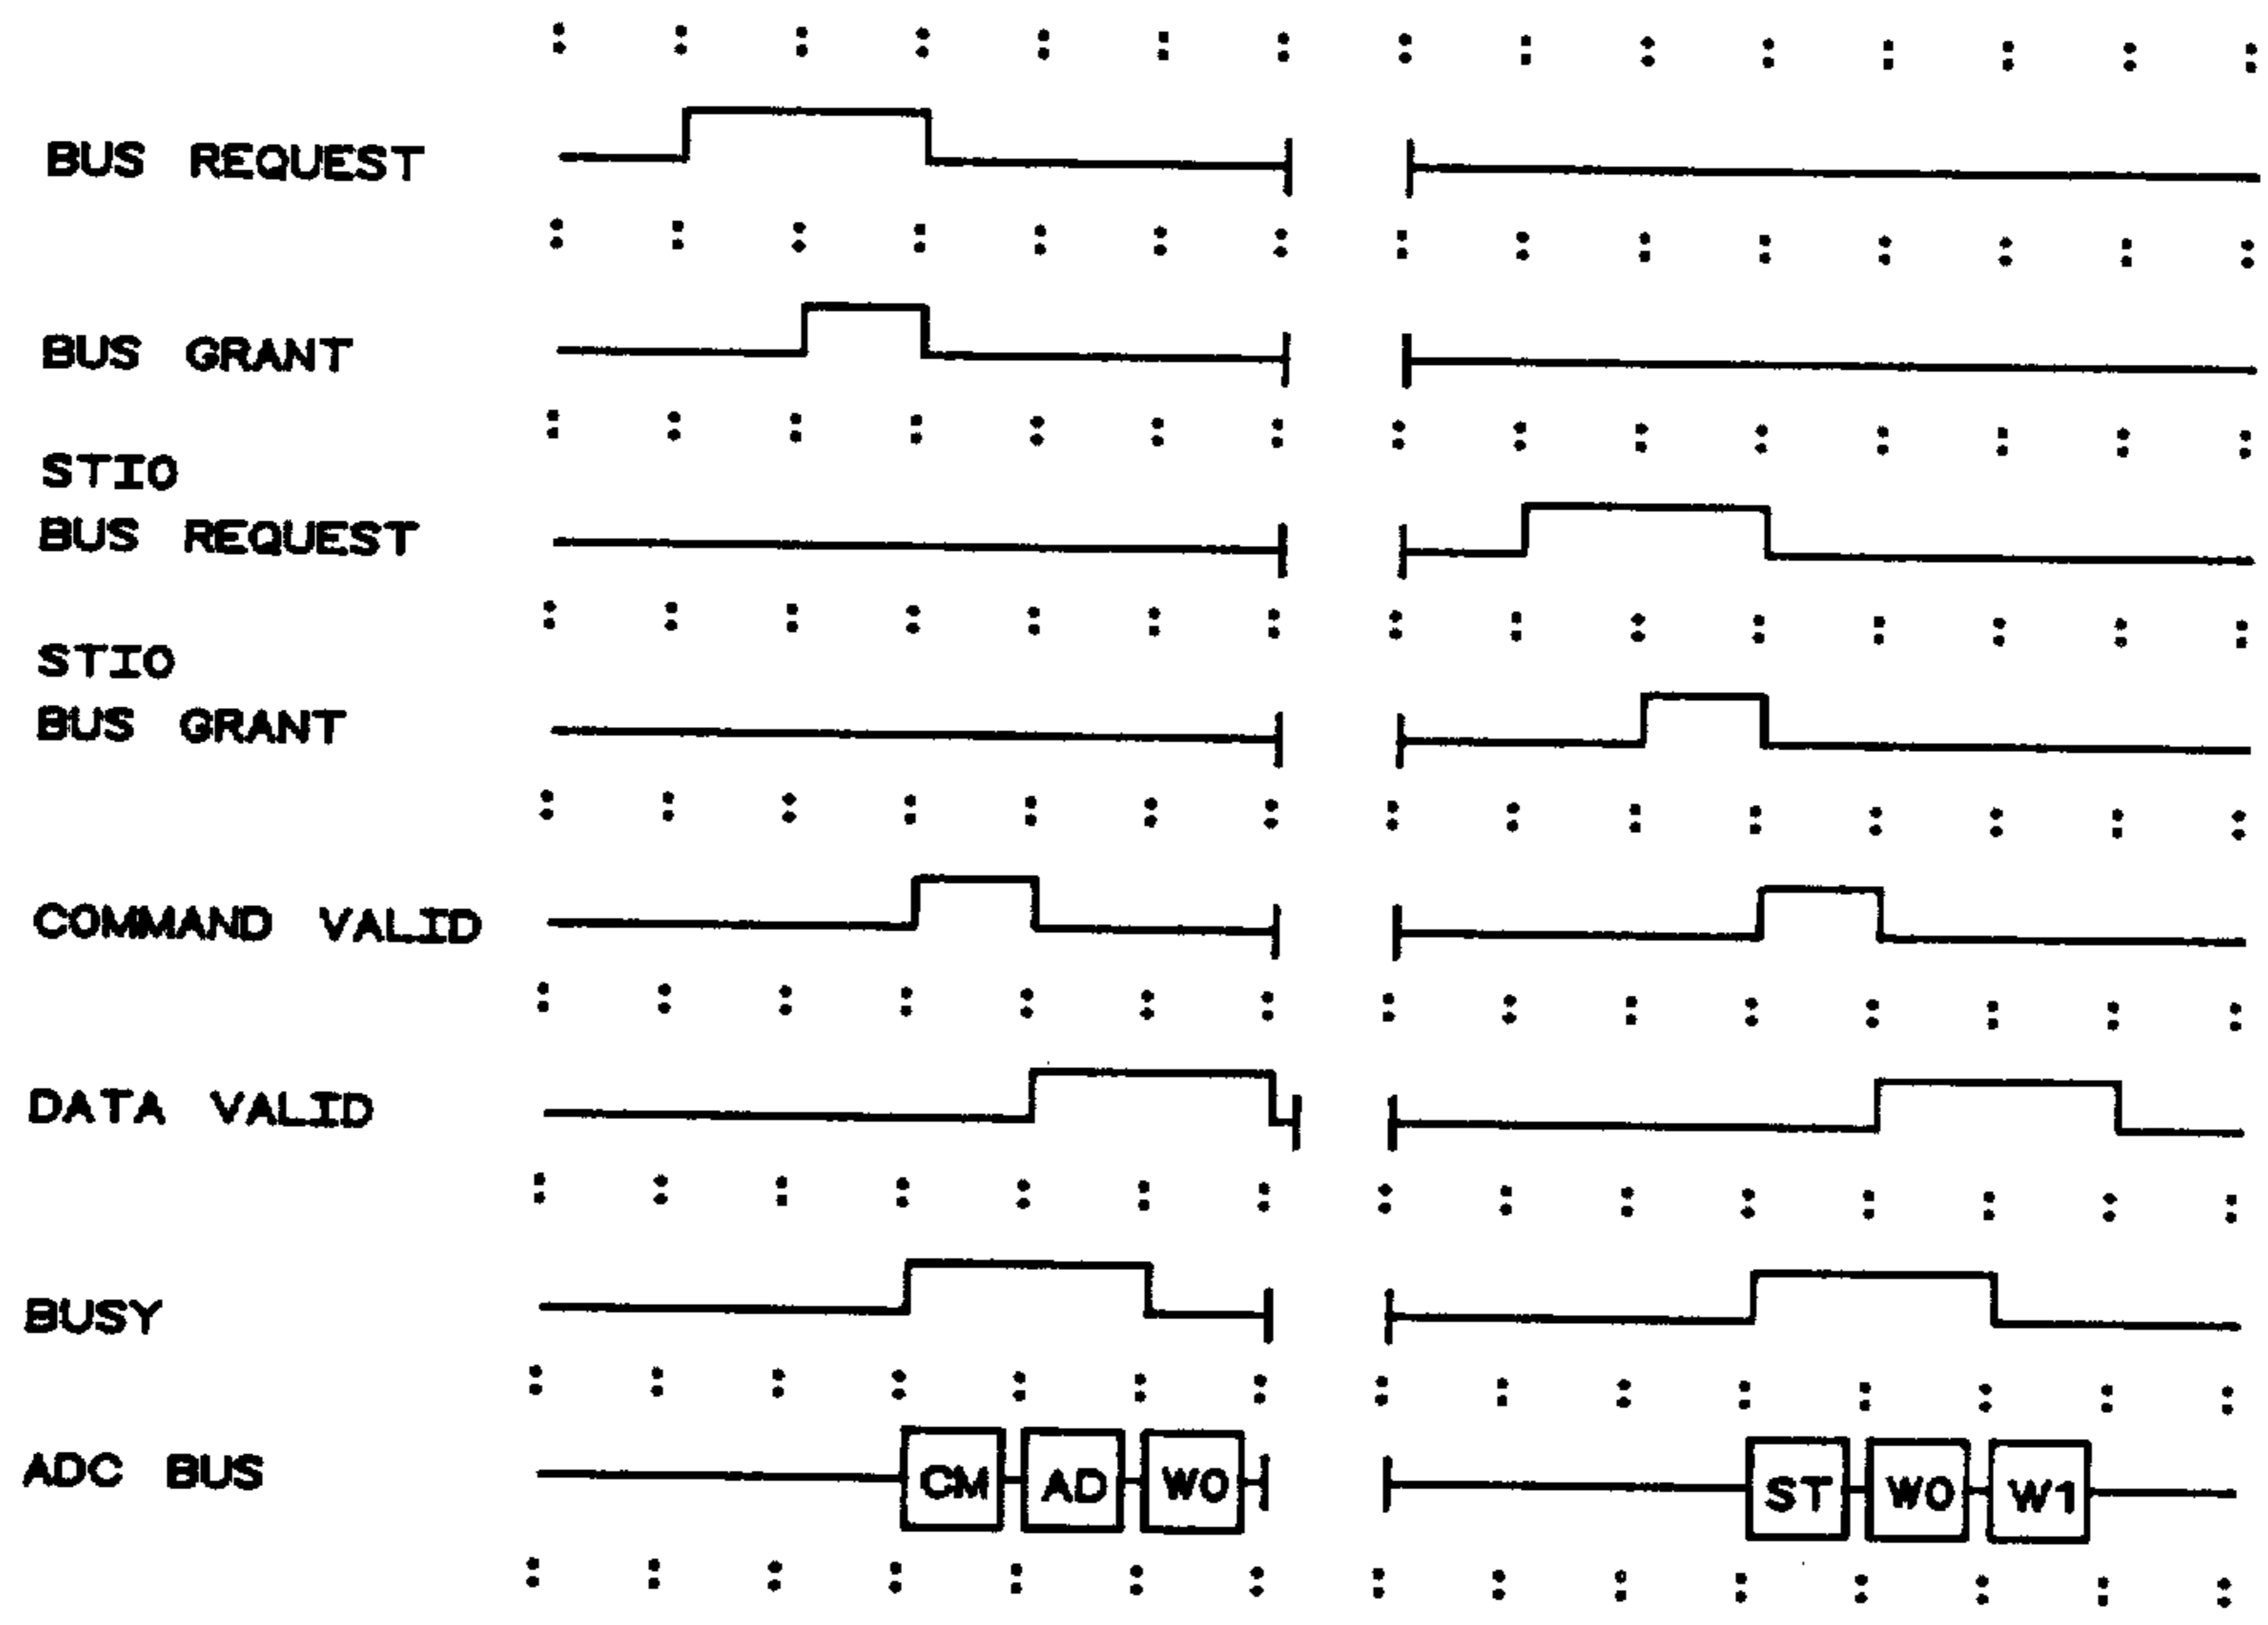 BUS REQUEST
BUS GRANT
STIO
BUS REQUEST
STIO
BUS GRANT
COMMAND VALID
DATA VALID
BUSY
ADC BUS CM AD W0 ST W0 W1